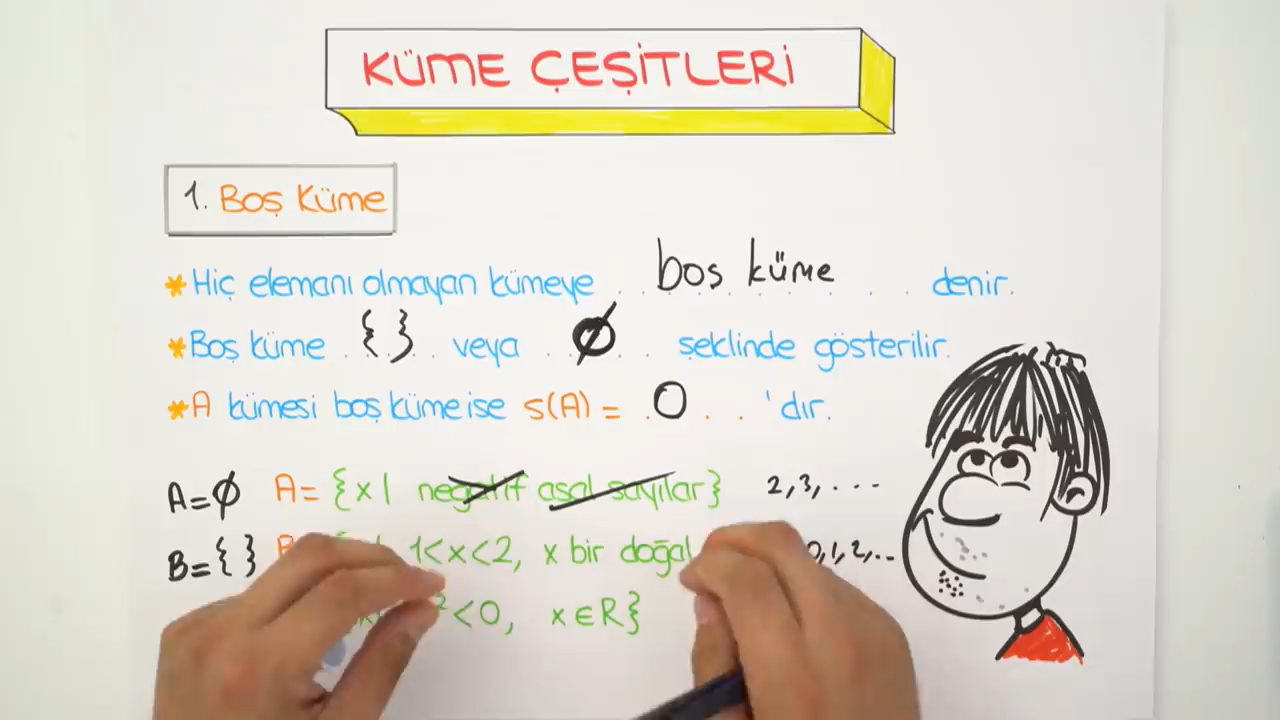 KÜME ÇEŞİTLERİ
1. Boş Küme
*Hiç elemanı olmayan kümeye boş küme denir.
*Boş küme { } veya ∅ şeklinde gösterilir.
*A kümesi boş küme ise s(A) = 0 'dır.
A=∅ A= {x | negatif asal sayılar} 2,3,...
B={ } 1<x<2, x bir doğal 0,1,2,..
²<0, x∈R}